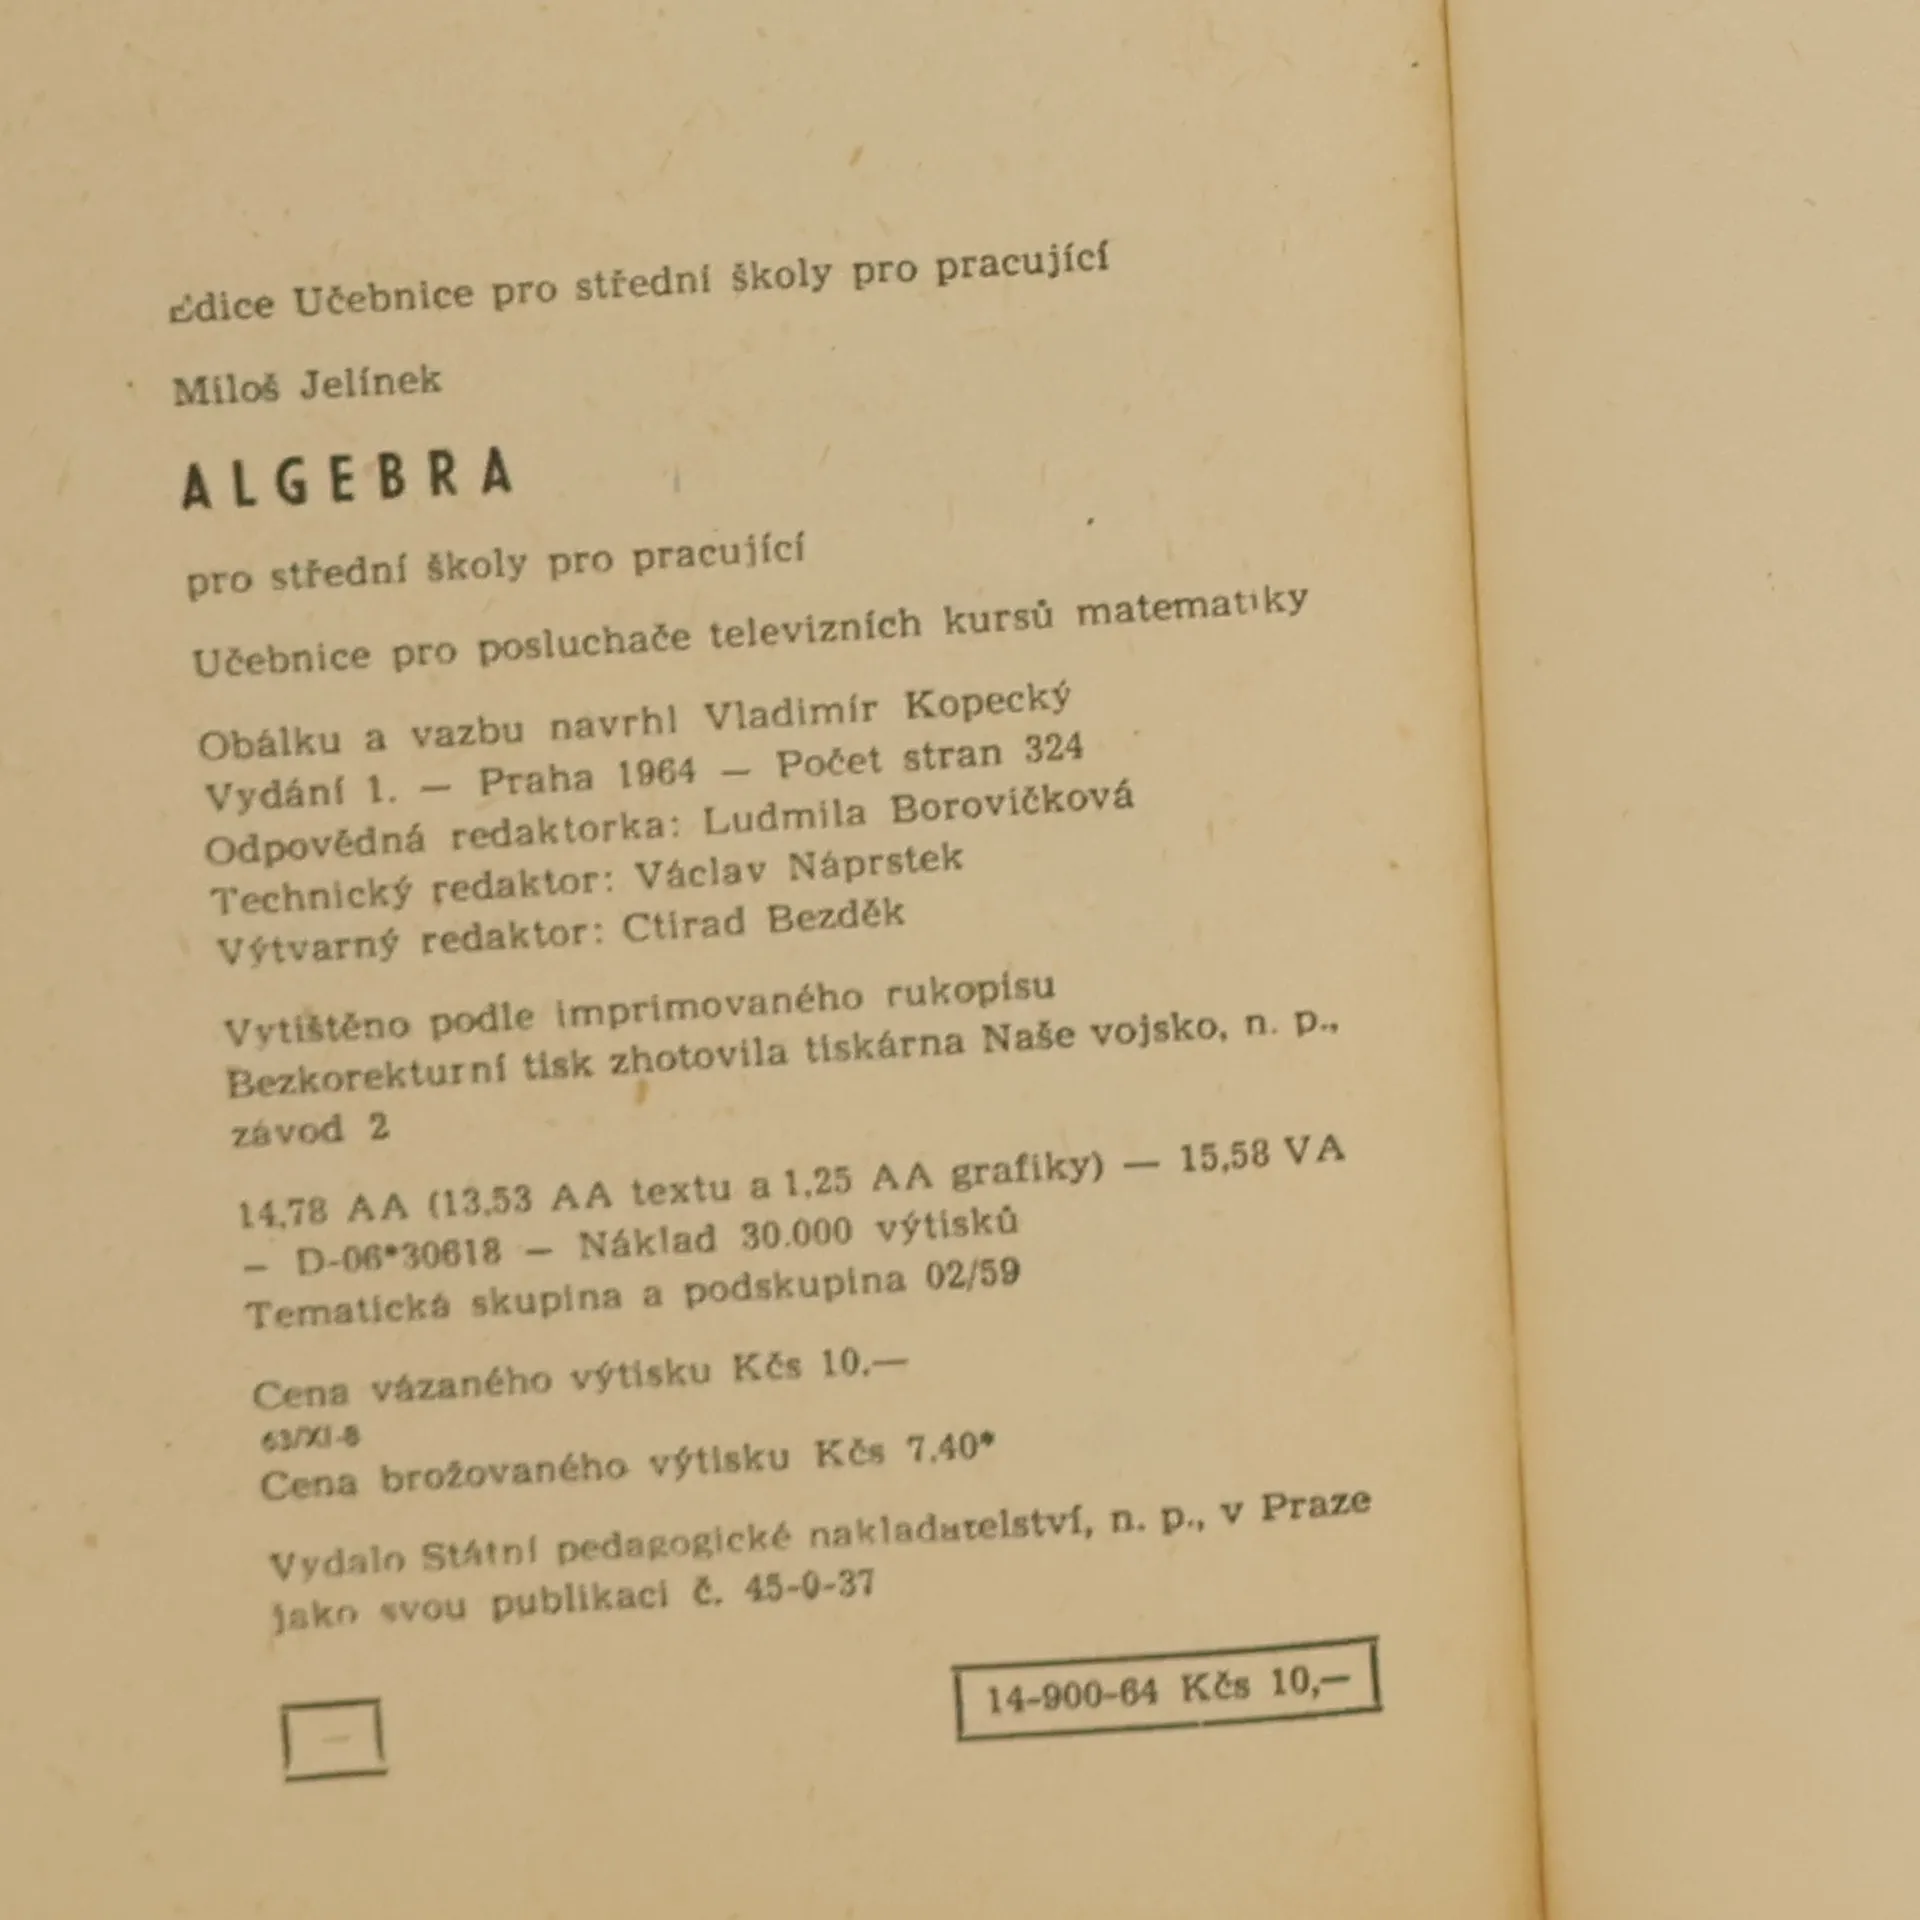 Edice Učebnice pro střední školy pro pracující
Miloš Jelínek
ALGEBRA
pro střední školy pro pracující
Učebnice pro posluchače televizních kursů matematiky
Obálku a vazbu navrhl Vladimír Kopecký
Vydání 1. — Praha 1964 — Počet stran 324
Odpovědná redaktorka: Ludmila Borovičková
Technický redaktor: Václav Náprstek
Výtvarný redaktor: Ctirad Bezděk
Vytištěno podle imprimovaného rukopisu
Bezkorekturní tisk zhotovila tiskárna Naše vojsko, n. p.,
závod 2
14,78 AA (13,53 AA textu a 1,25 AA grafiky) — 15,58 VA
— D-06*30618 — Náklad 30.000 výtisků
Tematická skupina a podskupina 02/59
Cena vázaného výtisku Kčs 10,—
63/XI-8
Cena brožovaného výtisku Kčs 7,40*
Vydalo Státní pedagogické nakladatelství, n. p., v Praze
jako svou publikaci č. 45-0-37
14-900-64 Kčs 10,—